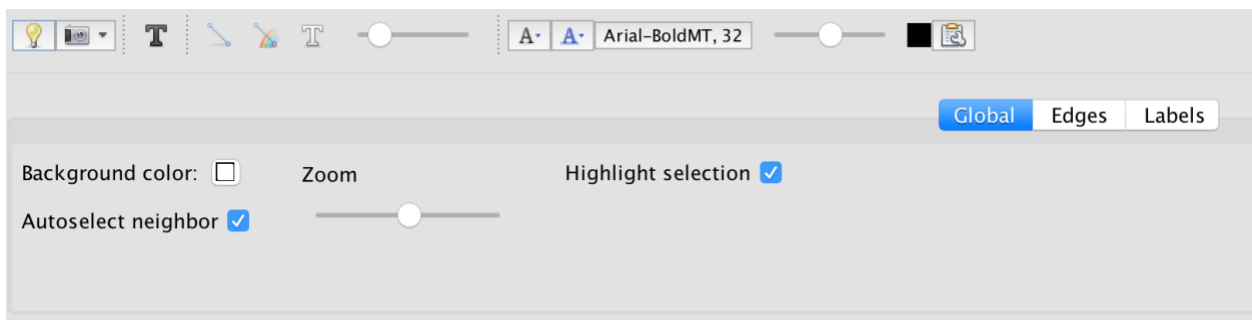 T T A- A- Arial-BoldMT, 32
Global Edges Labels
Background color: Zoom Highlight selection
Autoselect neighbor